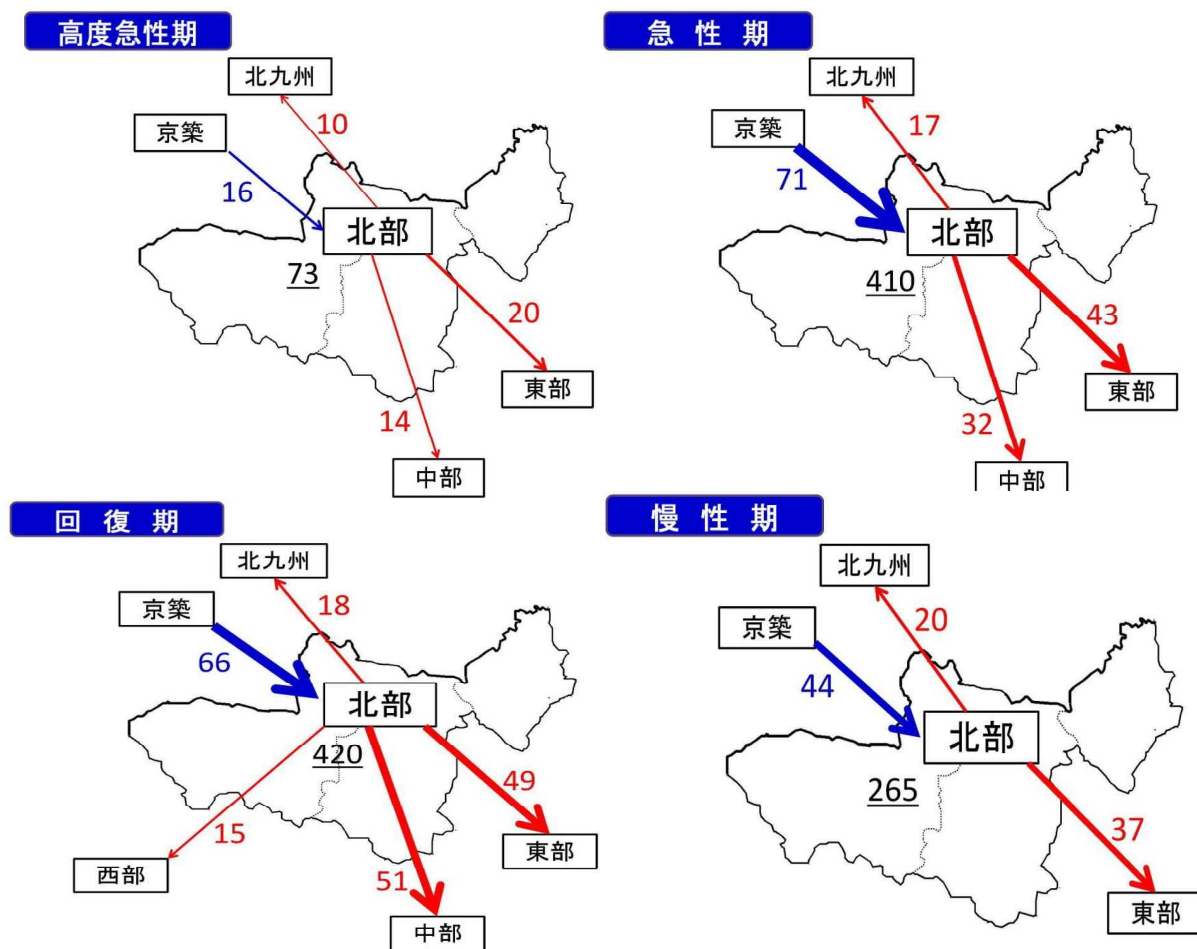 高度急性期
北九州
京築
10
16
北部
73
20
東部
14
中部
急 性 期
北九州
京築
17
71
北部
410
43
東部
32
中部
回 復 期
北九州
京築
18
66
北部
420
49
15
東部
西部
51
中部
慢 性 期
北九州
京築
20
44
北部
265
37
東部